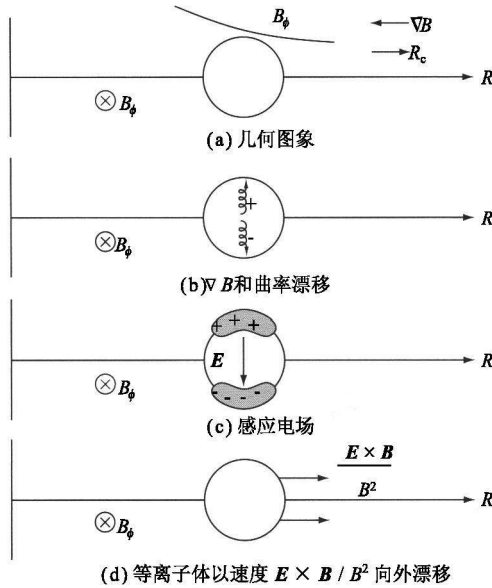 B_ϕ
∇B
R_c
R
⊗ B_ϕ
(a) 几何图象
+
-
R
⊗ B_ϕ
(b) ∇B和曲率漂移
+ + +
E
- - - -
R
⊗ B_ϕ
(c) 感应电场
E × B
B²
R
⊗ B_ϕ
(d) 等离子体以速度 E × B / B² 向外漂移